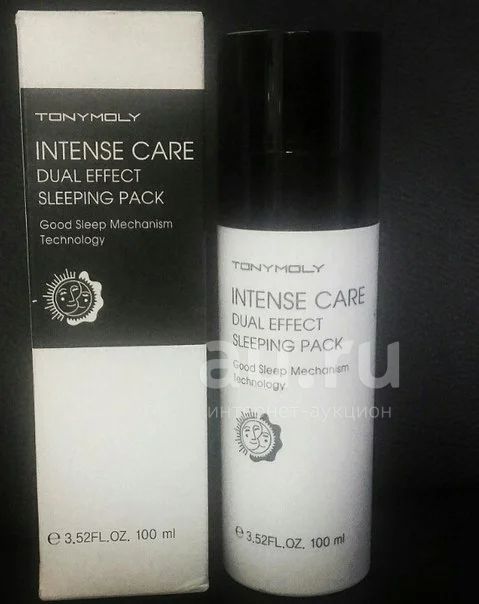 TONYMOLY
INTENSE CARE
DUAL EFFECT
SLEEPING PACK
Good Sleep Mechanism
Technology
℮ 3.52FL.OZ. 100 ml
TONYMOLY
INTENSE CARE
DUAL EFFECT
SLEEPING PACK
Good Sleep Mechanism
Technology
au.ru
интернет-аукцион
℮ 3.52FL.OZ. 100 ml